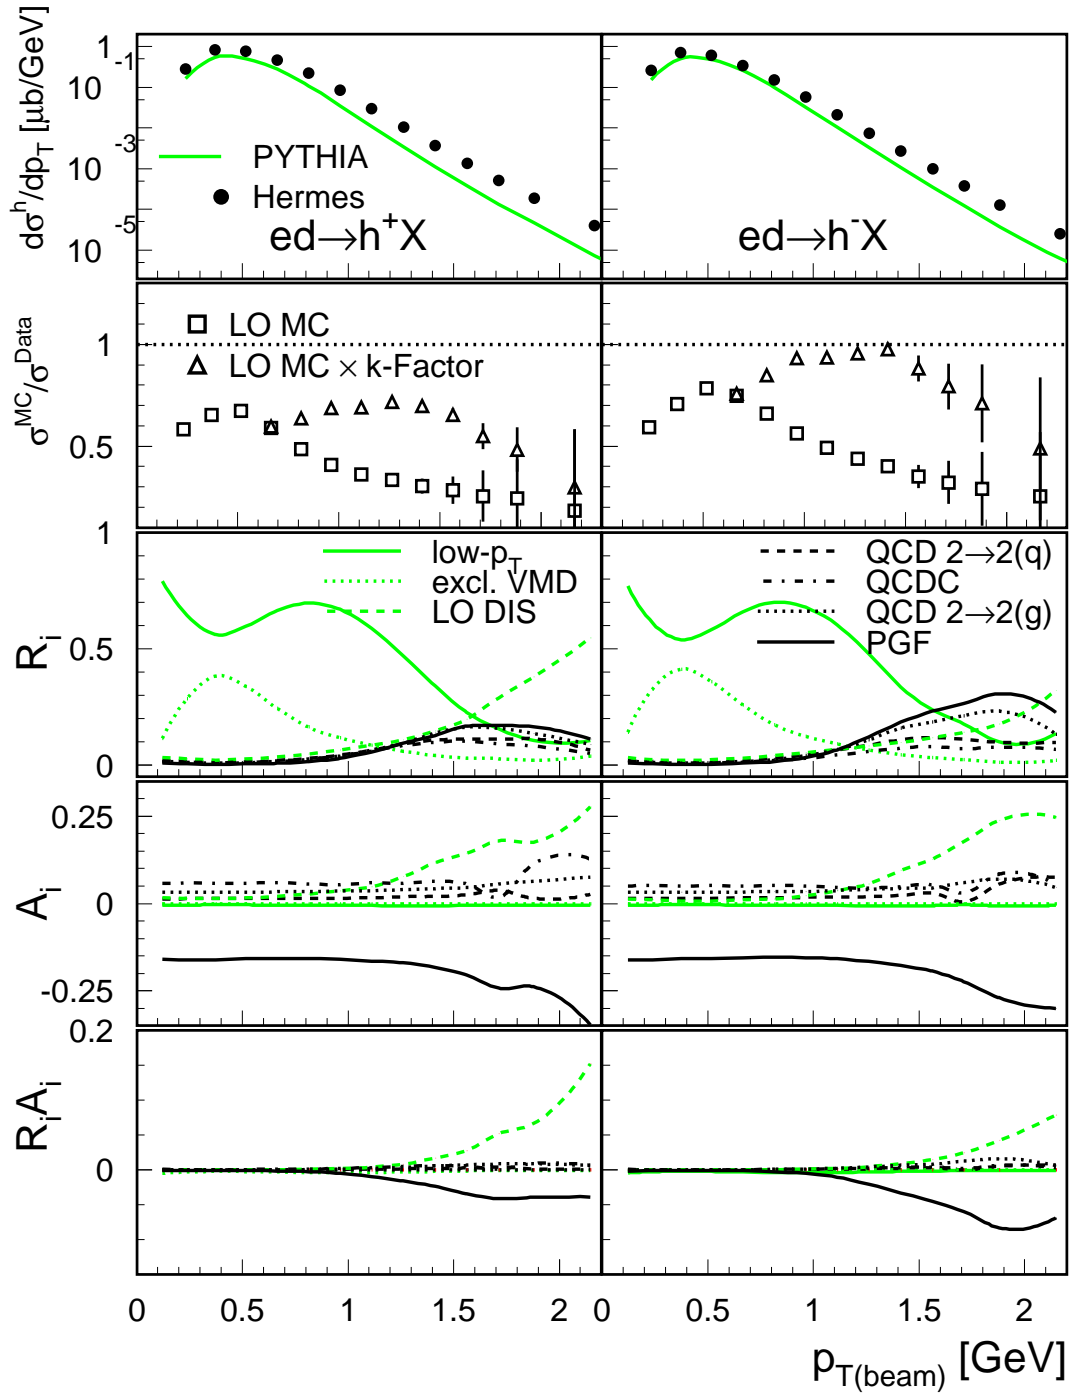 dσʰ/dp_T [μb/GeV]
1
10⁻¹
10⁻³
10⁻⁵
PYTHIA
Hermes
ed→h⁺X
ed→h⁻X
σ^MC/σ^Data
1
0.5
LO MC
LO MC × k-Factor
R_i
1
0.5
0
low-p_T
excl. VMD
LO DIS
QCD 2→2(q)
QCDC
QCD 2→2(g)
PGF
A_i
0.25
0
-0.25
R_iA_i
0.2
0
0 0.5 1 1.5 2 0 0.5 1 1.5 2
p_T(beam) [GeV]